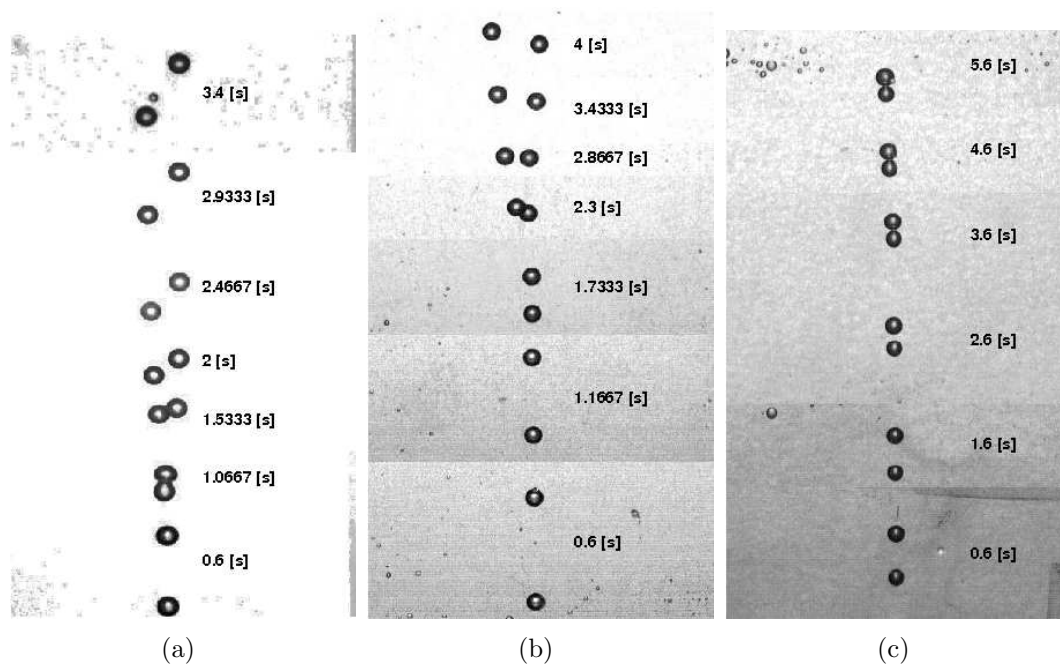 3.4 [s]
2.9333 [s]
2.4667 [s]
2 [s]
1.5333 [s]
1.0667 [s]
0.6 [s]
(a)
4 [s]
3.4333 [s]
2.8667 [s]
2.3 [s]
1.7333 [s]
1.1667 [s]
0.6 [s]
(b)
5.6 [s]
4.6 [s]
3.6 [s]
2.6 [s]
1.6 [s]
0.6 [s]
(c)